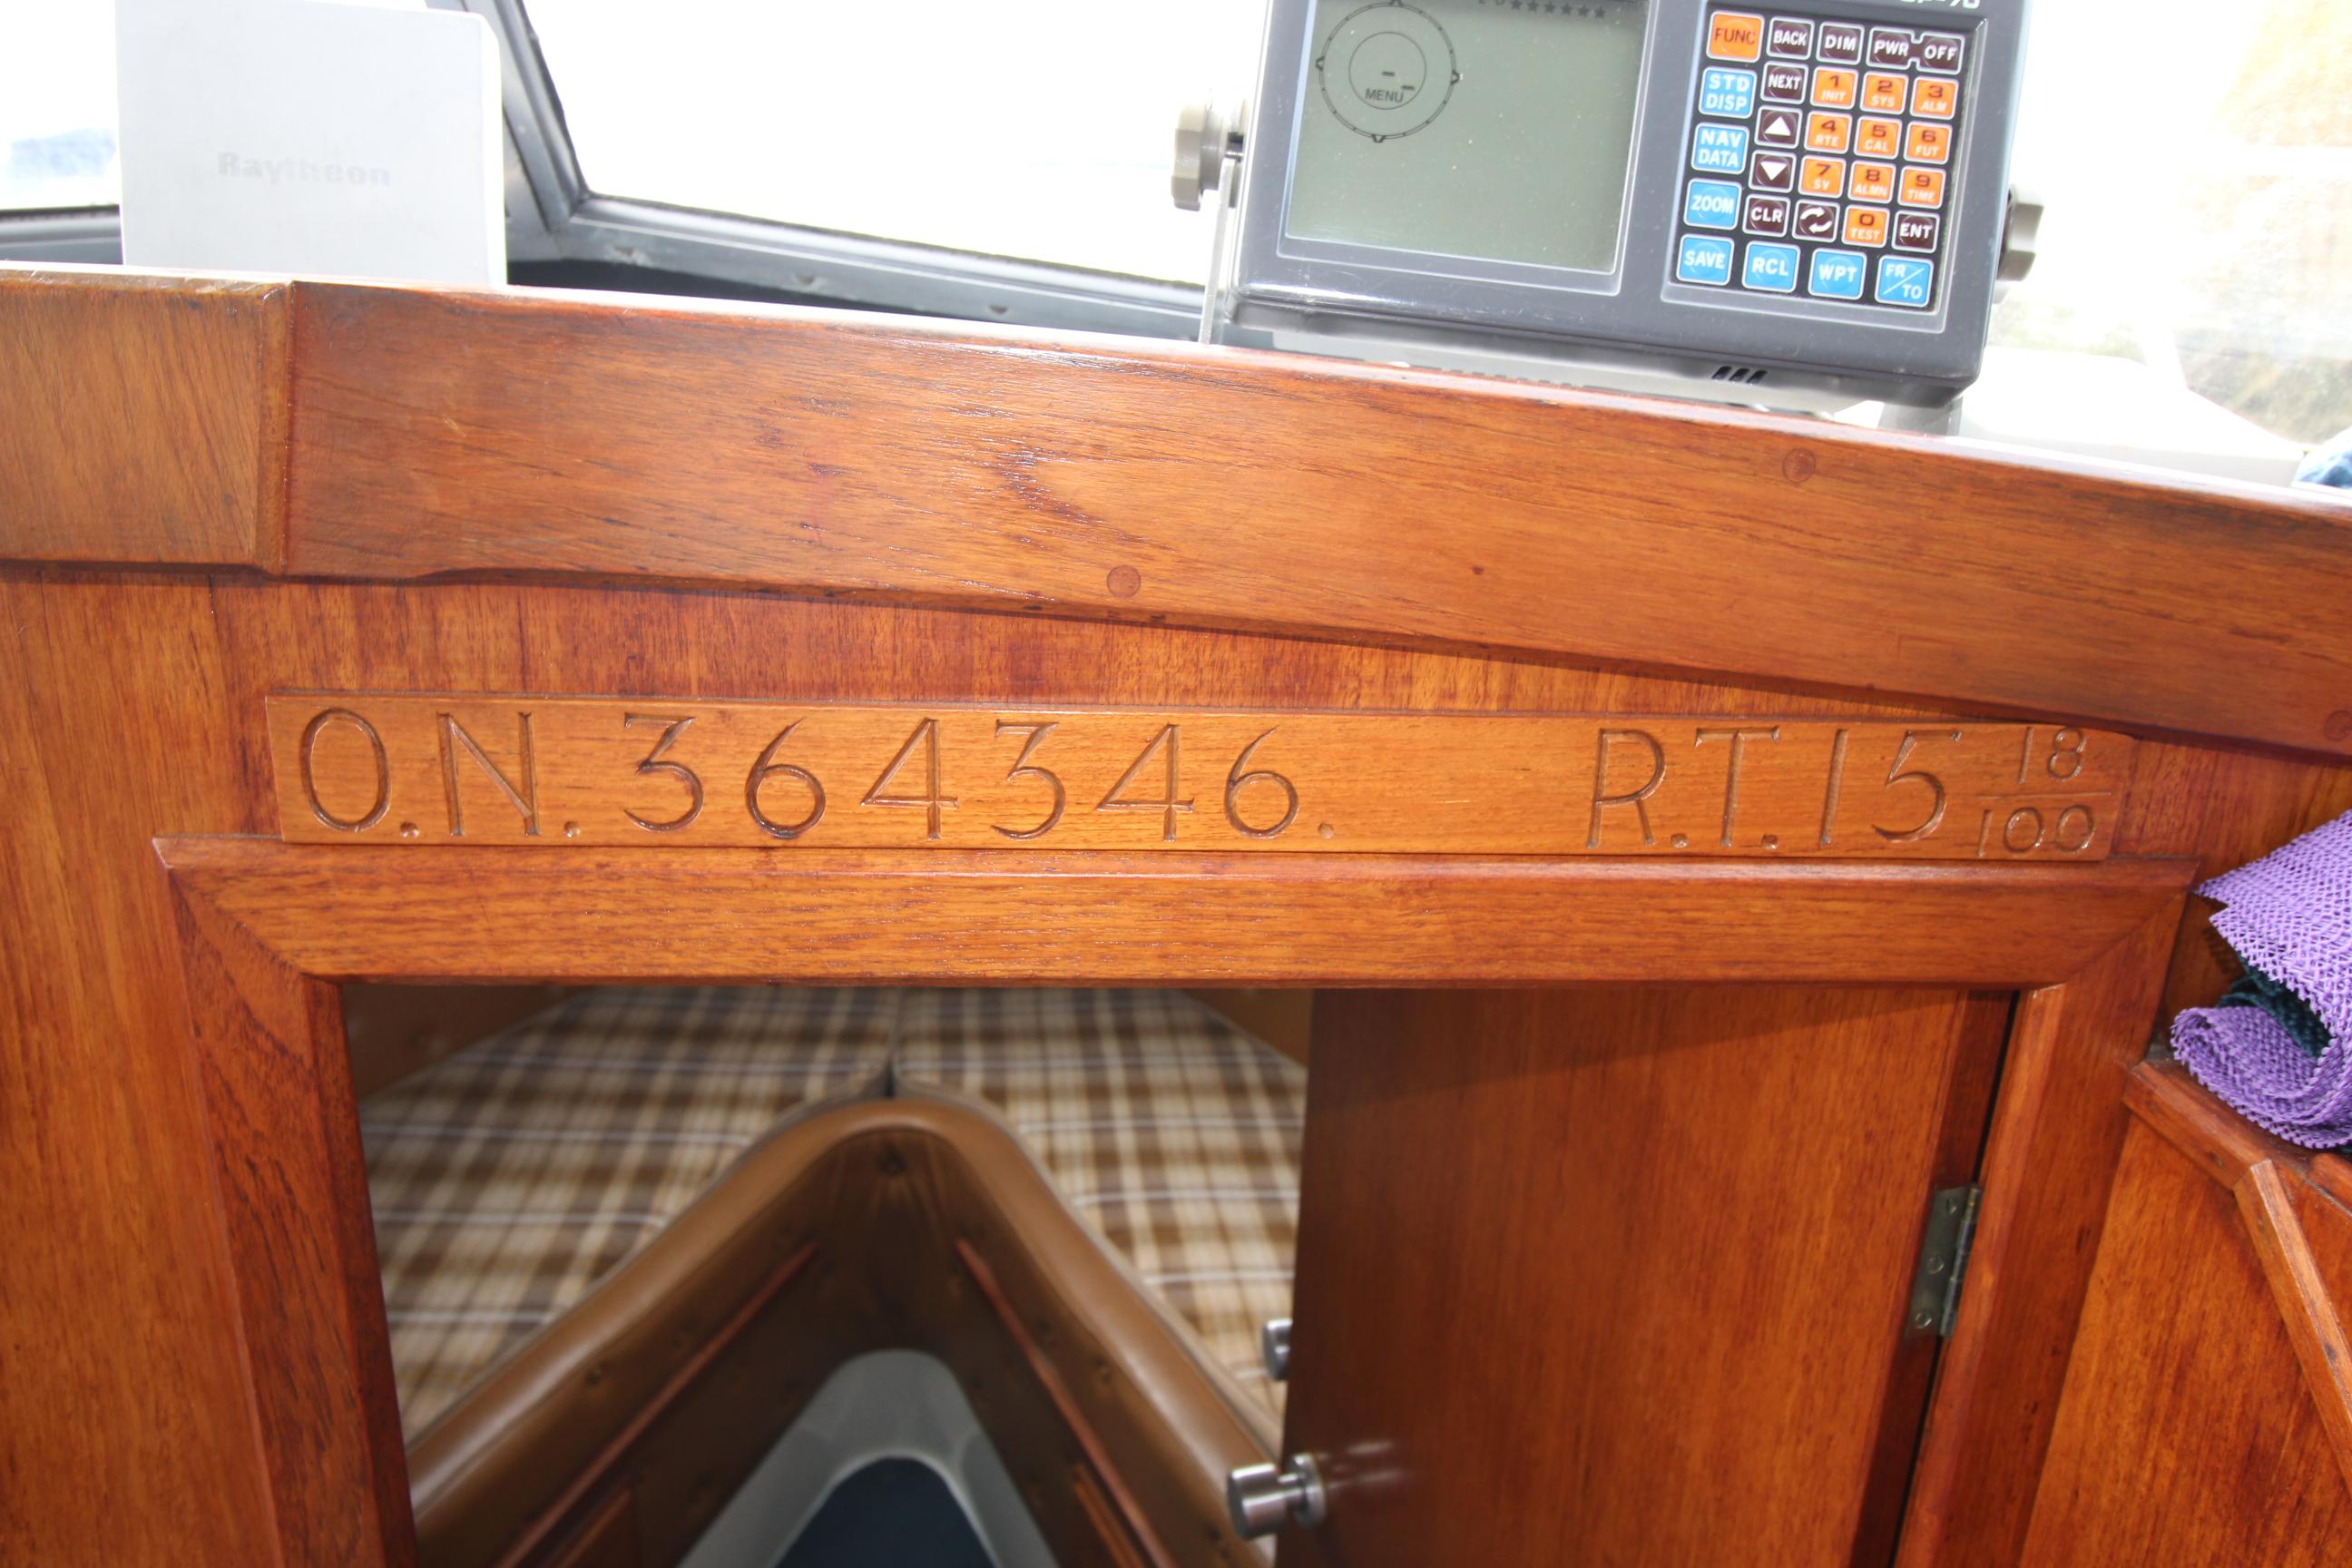 Raytheon
MENU
FUNC BACK DIM PWR OFF
STD DISP NEXT 1 INIT 2 SYS 3 ALM
NAV DATA 4 RTE 5 CAL 6 FUT
7 SV 8 ALMN 9 TIME
ZOOM CLR 0 TEST ENT
SAVE RCL WPT FR/TO
O.N. 364346. R.T. 15 18/100